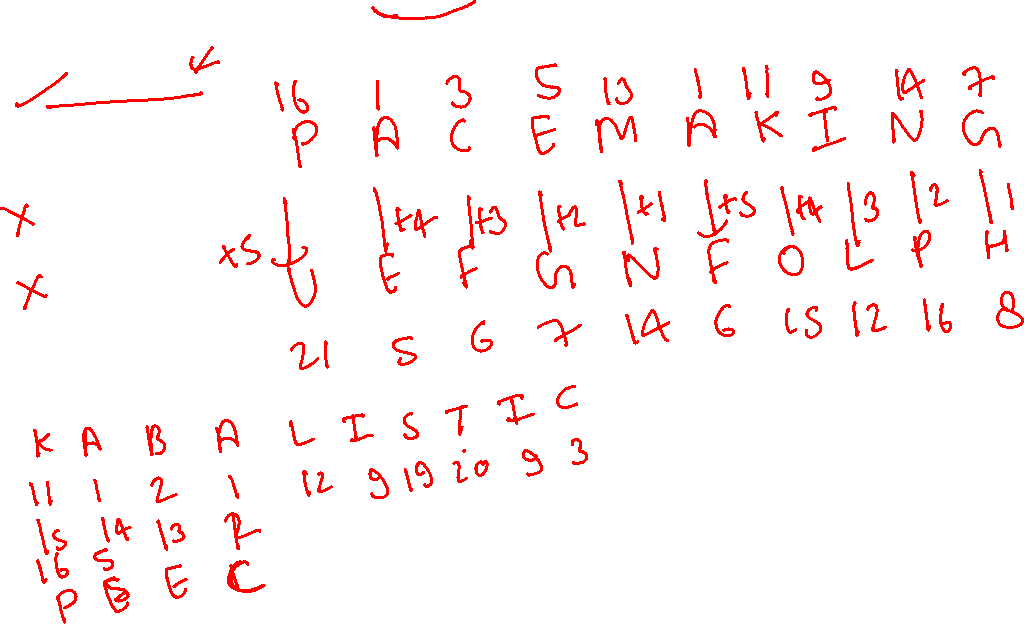 16 1 3 5 13 1 11 9 14 7
P A C E M A K I N G
+5 +4 +3 +2 +1 +5 +4 3 2 1
U E F G N F O L P H
21 5 6 7 14 6 15 12 16 8
K A B A L I S T I C
11 1 2 1 12 9 19 20 9 3
15 14 13 2
16 5
P E E C